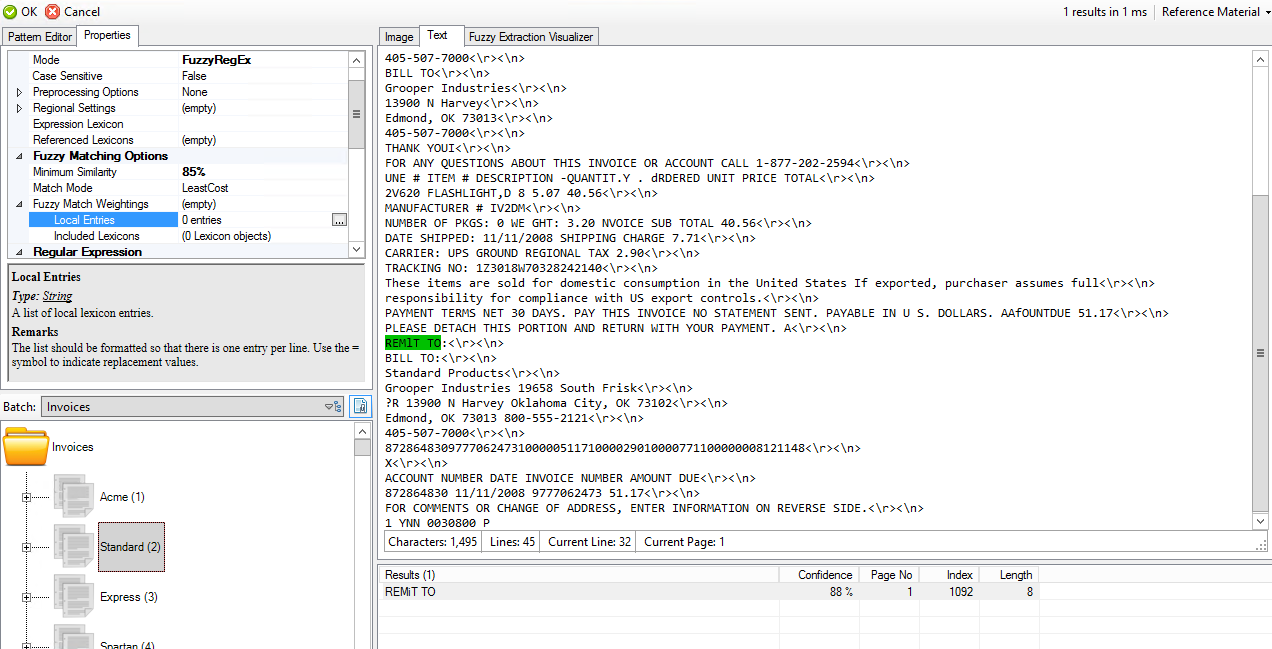 OK Cancel
1 results in 1 ms Reference Material
Pattern Editor Properties
Mode FuzzyRegEx
Case Sensitive False
Preprocessing Options None
Regional Settings (empty)
Expression Lexicon
Referenced Lexicons (empty)
Fuzzy Matching Options
Minimum Similarity 85%
Match Mode LeastCost
Fuzzy Match Weightings (empty)
Local Entries 0 entries ...
Included Lexicons (0 Lexicon objects)
Regular Expression
Local Entries
Type: String
A list of local lexicon entries.
Remarks
The list should be formatted so that there is one entry per line. Use the =
symbol to indicate replacement values.
Batch: Invoices
Invoices
Acme (1)
Standard (2)
Express (3)
Spartan (4)
Image Text Fuzzy Extraction Visualizer
405-507-7000<\r><\n>
BILL TO<\r><\n>
Grooper Industries<\r><\n>
13900 N Harvey<\r><\n>
Edmond, OK 73013<\r><\n>
405-507-7000<\r><\n>
THANK YOUI<\r><\n>
FOR ANY QUESTIONS ABOUT THIS INVOICE OR ACCOUNT CALL 1-877-202-2594<\r><\n>
UNE # ITEM # DESCRIPTION -QUANTIT.Y . dRDERED UNIT PRICE TOTAL<\r><\n>
2V620 FLASHLIGHT,D 8 5.07 40.56<\r><\n>
MANUFACTURER # IV2DM<\r><\n>
NUMBER OF PKGS: 0 WE GHT: 3.20 NVOICE SUB TOTAL 40.56<\r><\n>
DATE SHIPPED: 11/11/2008 SHIPPING CHARGE 7.71<\r><\n>
CARRIER: UPS GROUND REGIONAL TAX 2.90<\r><\n>
TRACKING NO: 1Z3018W70328242140<\r><\n>
These items are sold for domestic consumption in the United States If exported, purchaser assumes full<\r><\n>
responsibility for compliance with US export controls.<\r><\n>
PAYMENT TERMS NET 30 DAYS. PAY THIS INVOICE NO STATEMENT SENT. PAYABLE IN U S. DOLLARS. AAfOUNTDUE 51.17<\r><\n>
PLEASE DETACH THIS PORTION AND RETURN WITH YOUR PAYMENT. A<\r><\n>
REMlT TO:<\r><\n>
BILL TO:<\r><\n>
Standard Products<\r><\n>
Grooper Industries 19658 South Frisk<\r><\n>
?R 13900 N Harvey Oklahoma City, OK 73102<\r><\n>
Edmond, OK 73013 800-555-2121<\r><\n>
405-507-7000<\r><\n>
8728648309777062473100000511710000290100007711000000008121148<\r><\n>
X<\r><\n>
ACCOUNT NUMBER DATE INVOICE NUMBER AMOUNT DUE<\r><\n>
872864830 11/11/2008 9777062473 51.17<\r><\n>
FOR COMMENTS OR CHANGE OF ADDRESS, ENTER INFORMATION ON REVERSE SIDE.<\r><\n>
1 YNN 0030800 P
Characters: 1,495 Lines: 45 Current Line: 32 Current Page: 1
Results (1) Confidence Page No Index Length
REMiT TO 88 % 1 1092 8